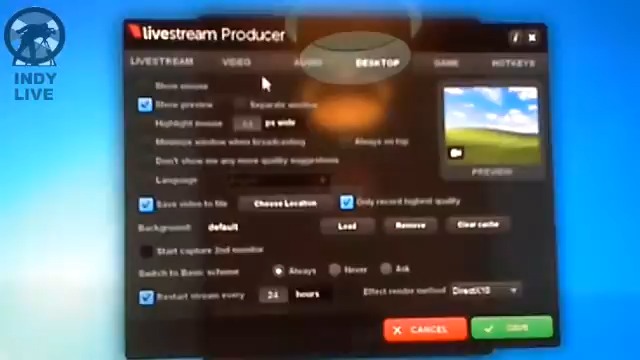 INDY
LIVE
livestream Producer
LIVESTREAM VIDEO AUDIO DESKTOP GAME HOTKEYS
Show mouse
Show preview Separate window
Highlight mouse px wide
Minimize window when broadcasting Always on top
Don't show me any more quality suggestions
Language
PREVIEW
Save video to file Choose Location Only record highest quality
Background: default Load Remove Clear cache
Start capture 2nd monitor
Switch to Basic scheme Always Never Ask
Restart stream every 24 hours Effect render method DirectX10
CANCEL SAVE